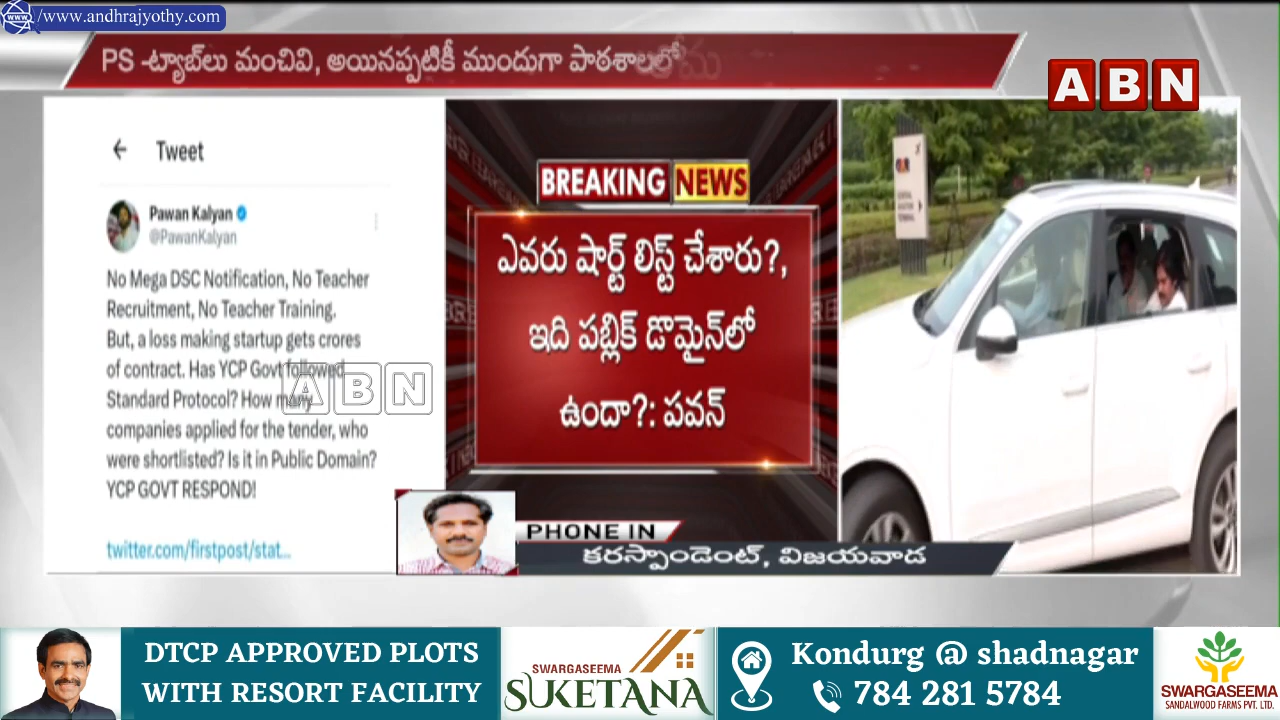 /www.andhrajyothy.com
PS -ట్యాబ్‌లు మంచివి, అయినప్పటికీ ముందుగా పాఠశాలలో
ABN
Tweet
Pawan Kalyan
@PawanKalyan
No Mega DSC Notification, No Teacher
Recruitment, No Teacher Training.
But, a loss making startup gets crores
of contract. Has YCP Govt followed
Standard Protocol? How many
companies applied for the tender, who
were shortlisted? Is it in Public Domain?
YCP GOVT RESPOND!
twitter.com/firstpost/stat...
ABN
BREAKING NEWS
ఎవరు షార్ట్ లిస్ట్ చేశారు?,
ఇది పబ్లిక్ డొమైన్‌లో
ఉందా?: పవన్
PHONE IN
కరస్పాండెంట్, విజయవాడ
DTCP APPROVED PLOTS
WITH RESORT FACILITY
SWARGASEEMA
SUKETANA
Kondurg @ shadnagar
784 281 5784
SWARGASEEMA
SANDALWOOD FARMS PVT. LTD.